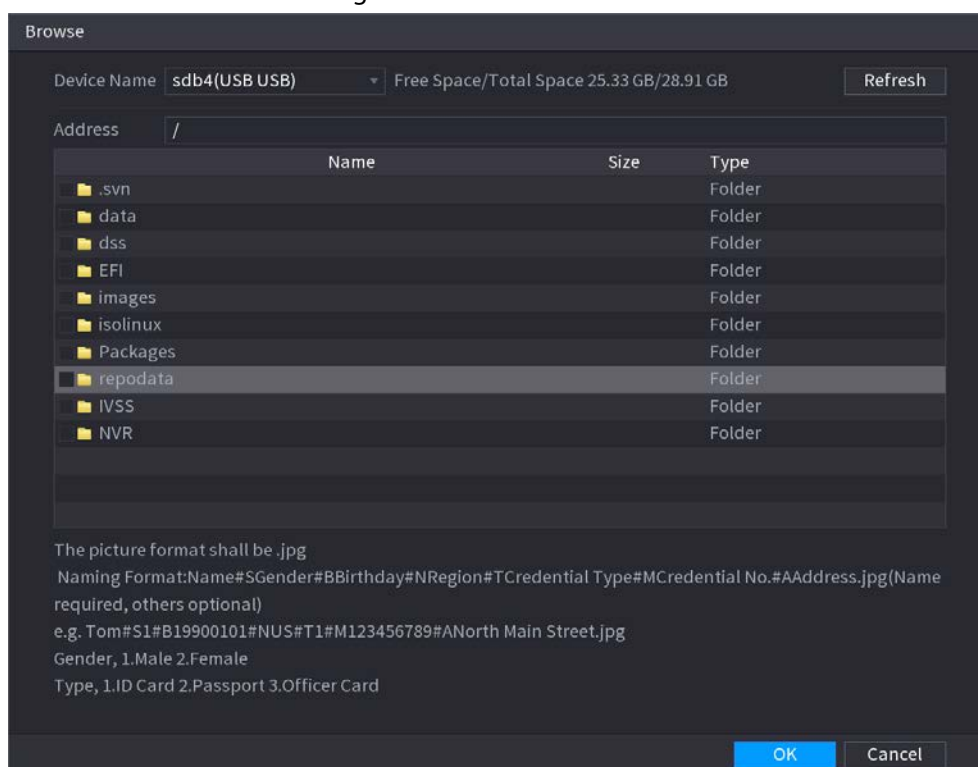 Browse
Device Name sdb4(USB USB) Free Space/Total Space 25.33 GB/28.91 GB Refresh
Address /
Name Size Type
.svn Folder
data Folder
dss Folder
EFI Folder
images Folder
isolinux Folder
Packages Folder
repodata Folder
IVSS Folder
NVR Folder
The picture format shall be .jpg
Naming Format:Name#SGender#BBirthday#NRegion#TCredential Type#MCredential No.#AAddress.jpg(Name
required, others optional)
e.g. Tom#S1#B19900101#NUS#T1#M123456789#ANorth Main Street.jpg
Gender, 1.Male 2.Female
Type, 1.ID Card 2.Passport 3.Officer Card
OK Cancel